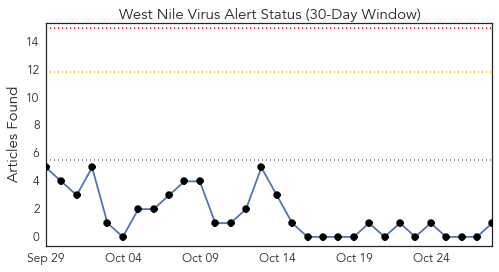 West Nile Virus Alert Status (30-Day Window)
Articles Found
14
12
10
8
6
4
2
0
Sep 29 Oct 04 Oct 09 Oct 14 Oct 19 Oct 24